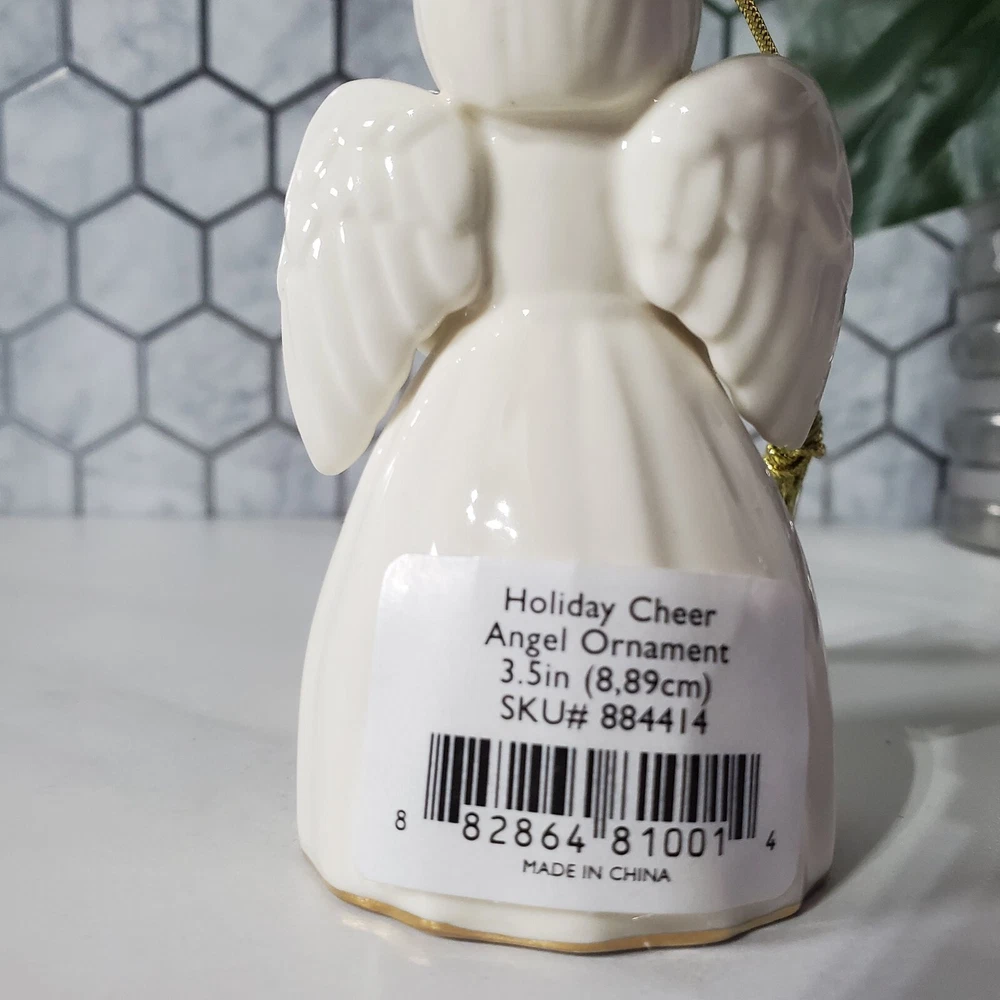 Holiday Cheer
Angel Ornament
3.5in (8,89cm)
SKU# 884414
8 82864 81001 4
MADE IN CHINA